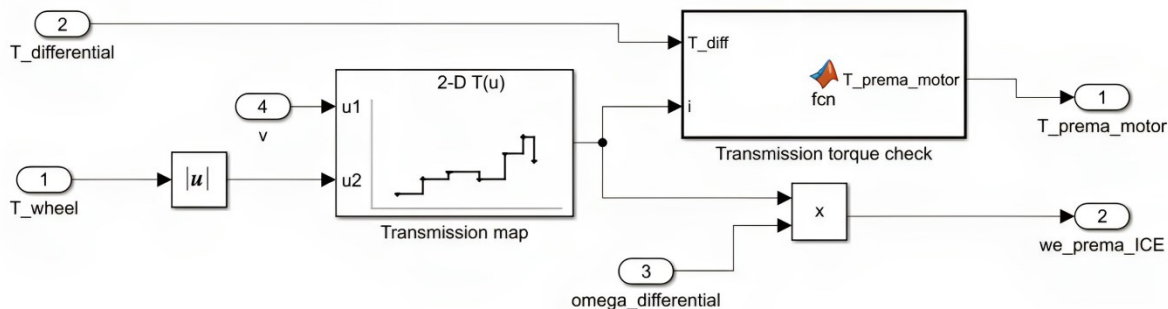 2
T_differential
T_diff
T_prema_motor
fcn
i
Transmission torque check
1
T_prema_motor
2-D T(u)
u1
u2
Transmission map
4
v
1
T_wheel
|u|
x
2
we_prema_ICE
3
omega_differential